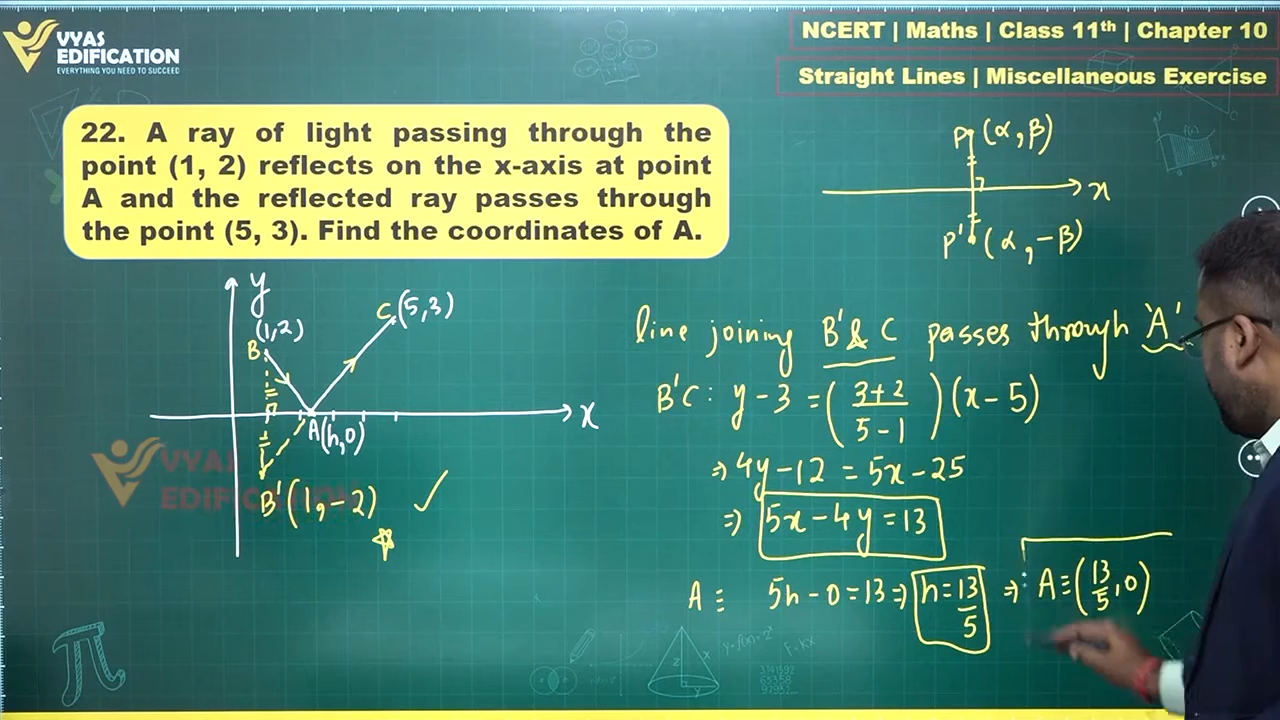 VYAS
EDIFICATION
EVERYTHING YOU NEED TO SUCCEED
NCERT | Maths | Class 11th | Chapter 10
Straight Lines | Miscellaneous Exercise
22. A ray of light passing through the
point (1, 2) reflects on the x-axis at point
A and the reflected ray passes through
the point (5, 3). Find the coordinates of A.
P (α, β)
x
P' (α, -β)
y
(1,2)
B
C (5,3)
A(h,0)
x
B' (1, -2) ✓
VYAS
EDIFICATION
line joining B' & C passes through 'A'
B'C : y - 3 = (3+2/5-1) (x - 5)
⇒ 4y - 12 = 5x - 25
⇒ 5x - 4y = 13
A ≡ 5h - 0 = 13 ⇒ h = 13/5 ⇒ A ≡ (13/5, 0)
π